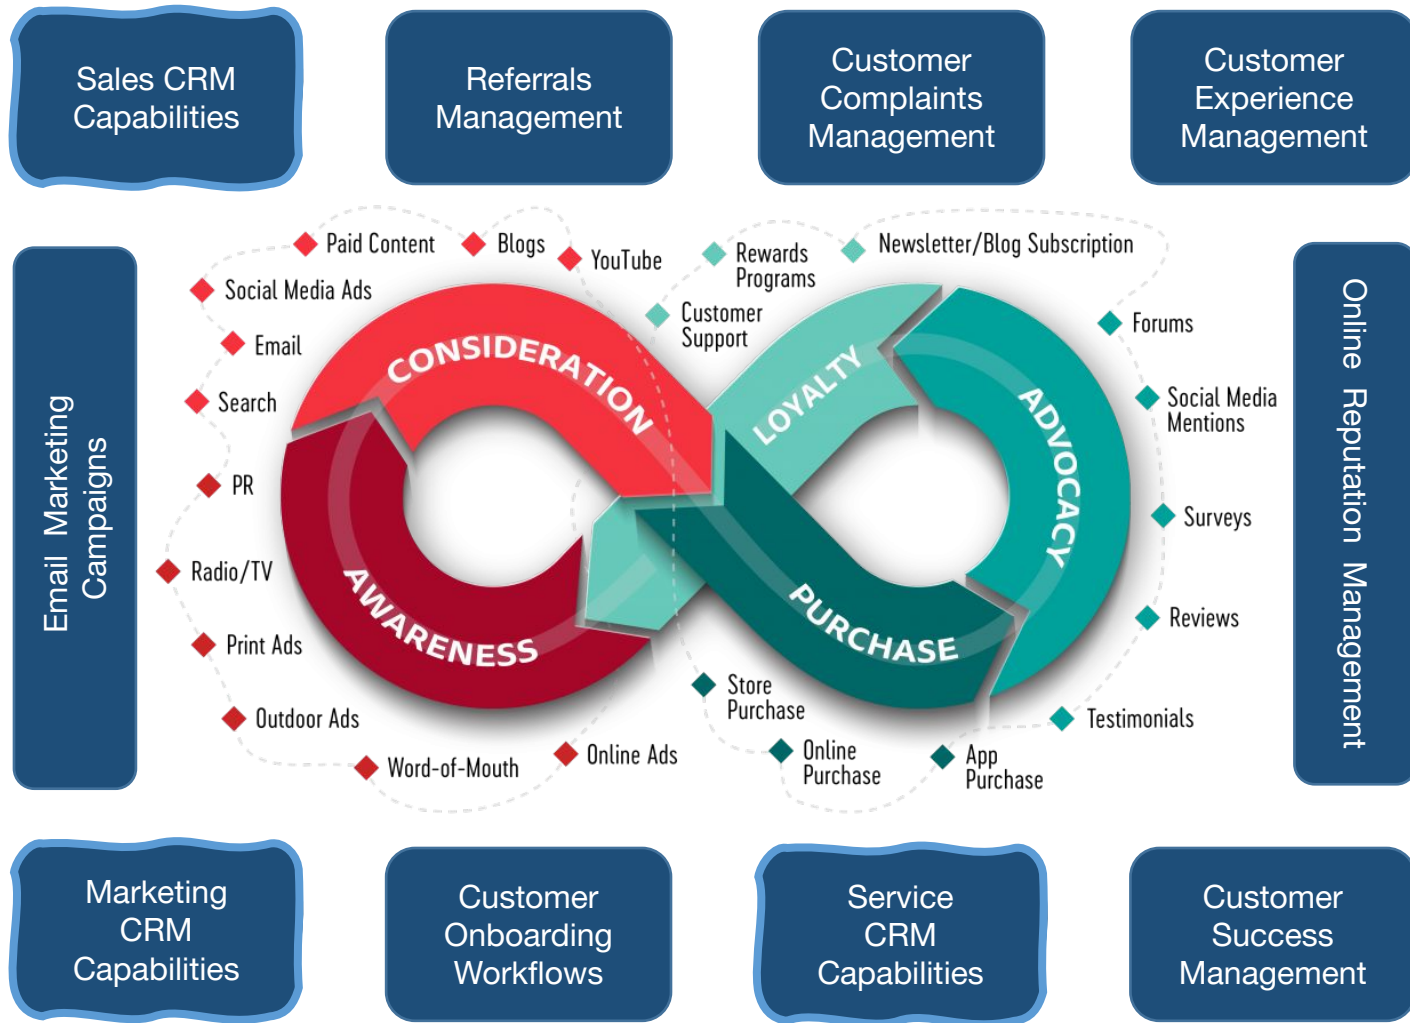 Sales CRM
Capabilities
Referrals
Management
Customer
Complaints
Management
Customer
Experience
Management
Email Marketing
Campaigns
Paid Content
Blogs
YouTube
Social Media Ads
Email
Search
PR
Radio/TV
Print Ads
Outdoor Ads
Word-of-Mouth
Online Ads
CONSIDERATION
AWARENESS
Rewards
Programs
Newsletter/Blog Subscription
Customer
Support
LOYALTY
ADVOCACY
PURCHASE
Forums
Social Media
Mentions
Surveys
Reviews
Testimonials
Store
Purchase
Online
Purchase
App
Purchase
Online Reputation Management
Marketing
CRM
Capabilities
Customer
Onboarding
Workflows
Service
CRM
Capabilities
Customer
Success
Management